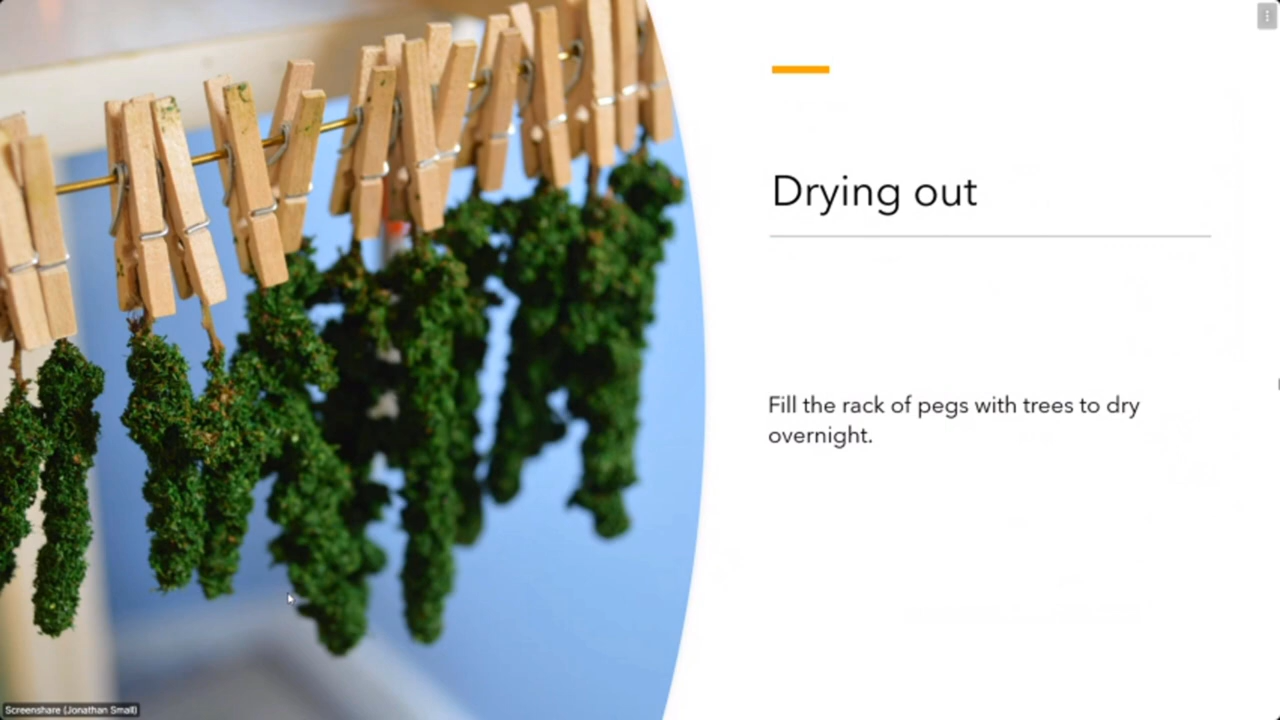 Drying out
Fill the rack of pegs with trees to dry
overnight.
Screenshare (Jonathan Small)